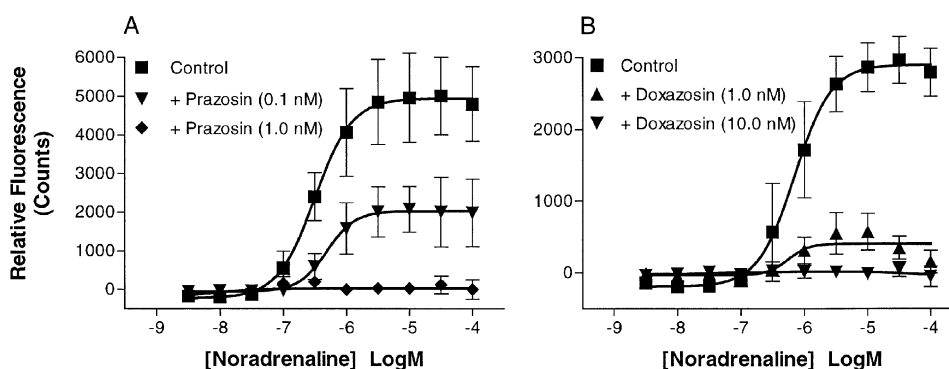 A
B
Relative Fluorescence
(Counts)
6000
5000
4000
3000
2000
1000
0
Control
+ Prazosin (0.1 nM)
+ Prazosin (1.0 nM)
-9
-8
-7
-6
-5
-4
[Noradrenaline] LogM
3000
2000
1000
0
Control
+ Doxazosin (1.0 nM)
+ Doxazosin (10.0 nM)
-9
-8
-7
-6
-5
-4
[Noradrenaline] LogM